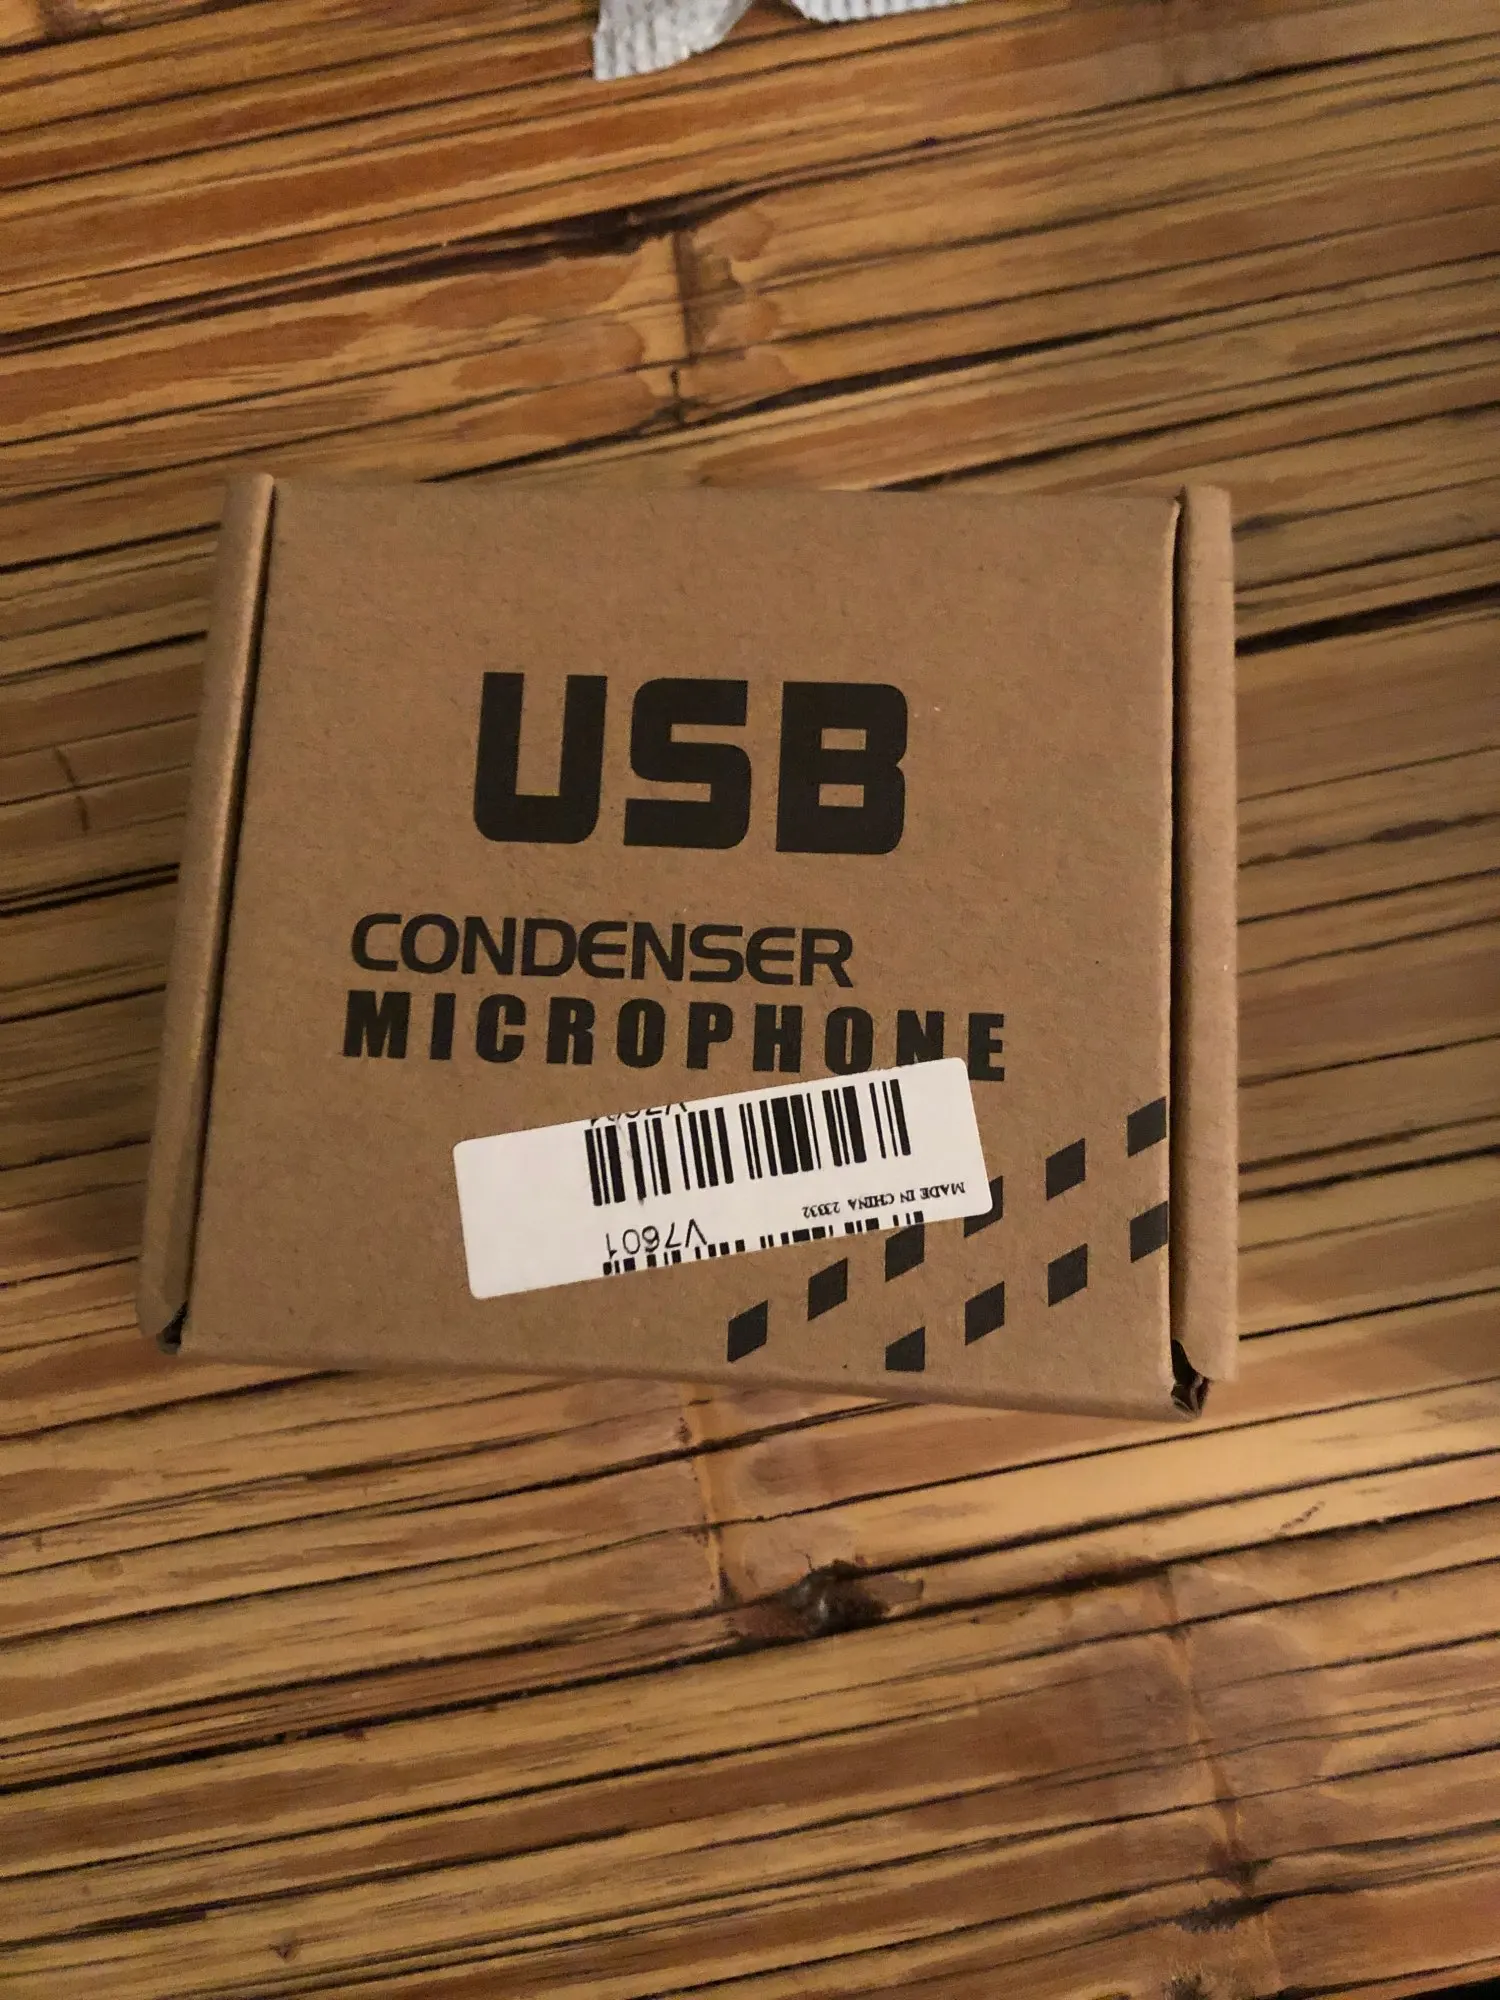 USB
CONDENSER
MICROPHONE
MADE IN CHINA 23332
V7601